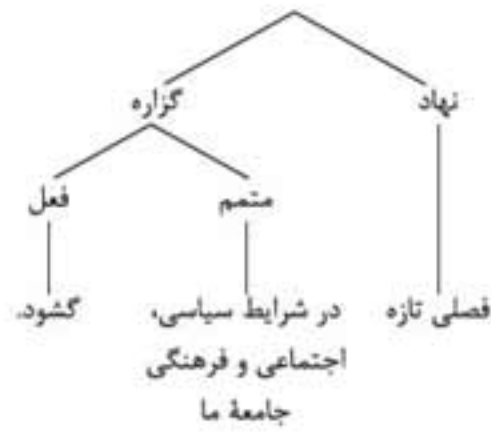 نهاد
گزاره
متمم
فعل
فصلی تازه
در شرایط سیاسی،
اجتماعی و فرهنگی
جامعهٔ ما
گشود.